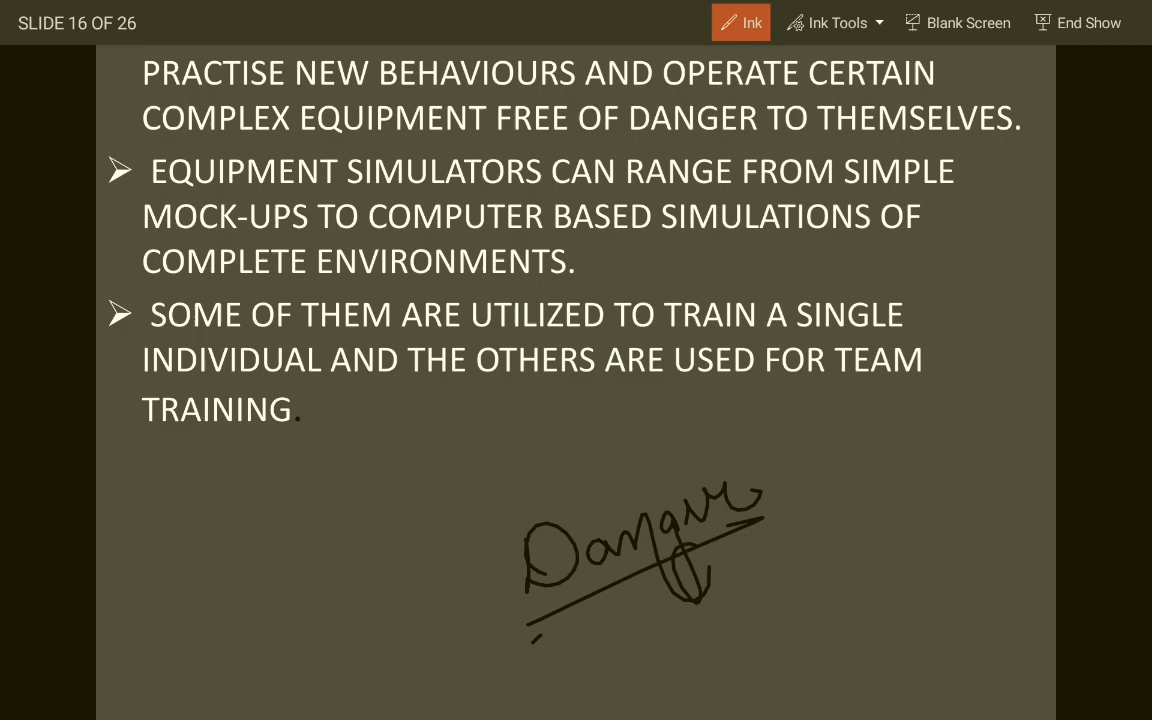 SLIDE 16 OF 26
Ink
Ink Tools
Blank Screen
End Show
PRACTISE NEW BEHAVIOURS AND OPERATE CERTAIN
COMPLEX EQUIPMENT FREE OF DANGER TO THEMSELVES.
➢ EQUIPMENT SIMULATORS CAN RANGE FROM SIMPLE
MOCK-UPS TO COMPUTER BASED SIMULATIONS OF
COMPLETE ENVIRONMENTS.
➢ SOME OF THEM ARE UTILIZED TO TRAIN A SINGLE
INDIVIDUAL AND THE OTHERS ARE USED FOR TEAM
TRAINING.
Danger